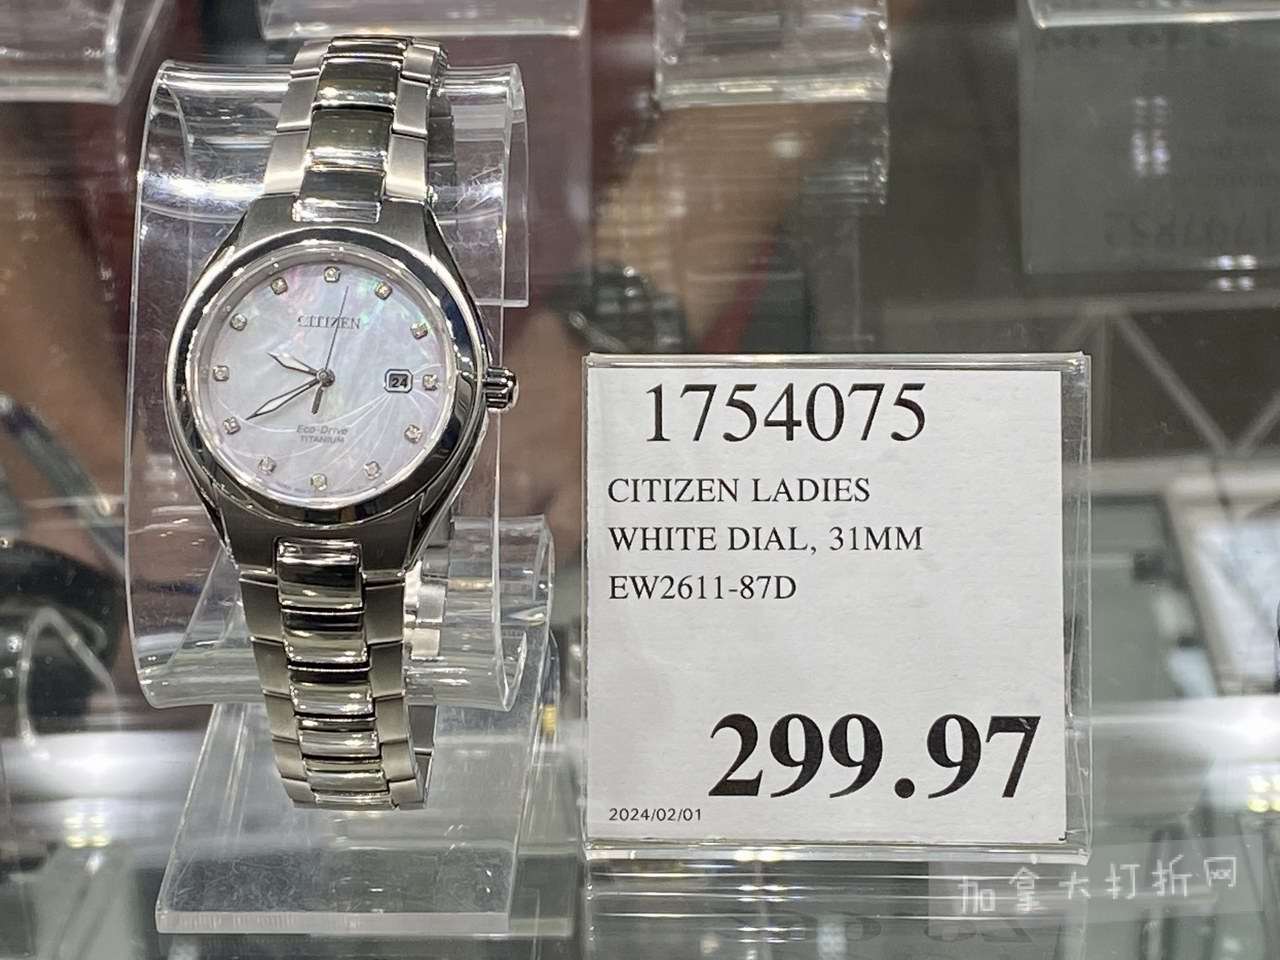 CITIZEN
24
Eco-Drive
TITANIUM
1754075
CITIZEN LADIES
WHITE DIAL, 31MM
EW2611-87D
299.97
2024/02/01
加拿大打折网